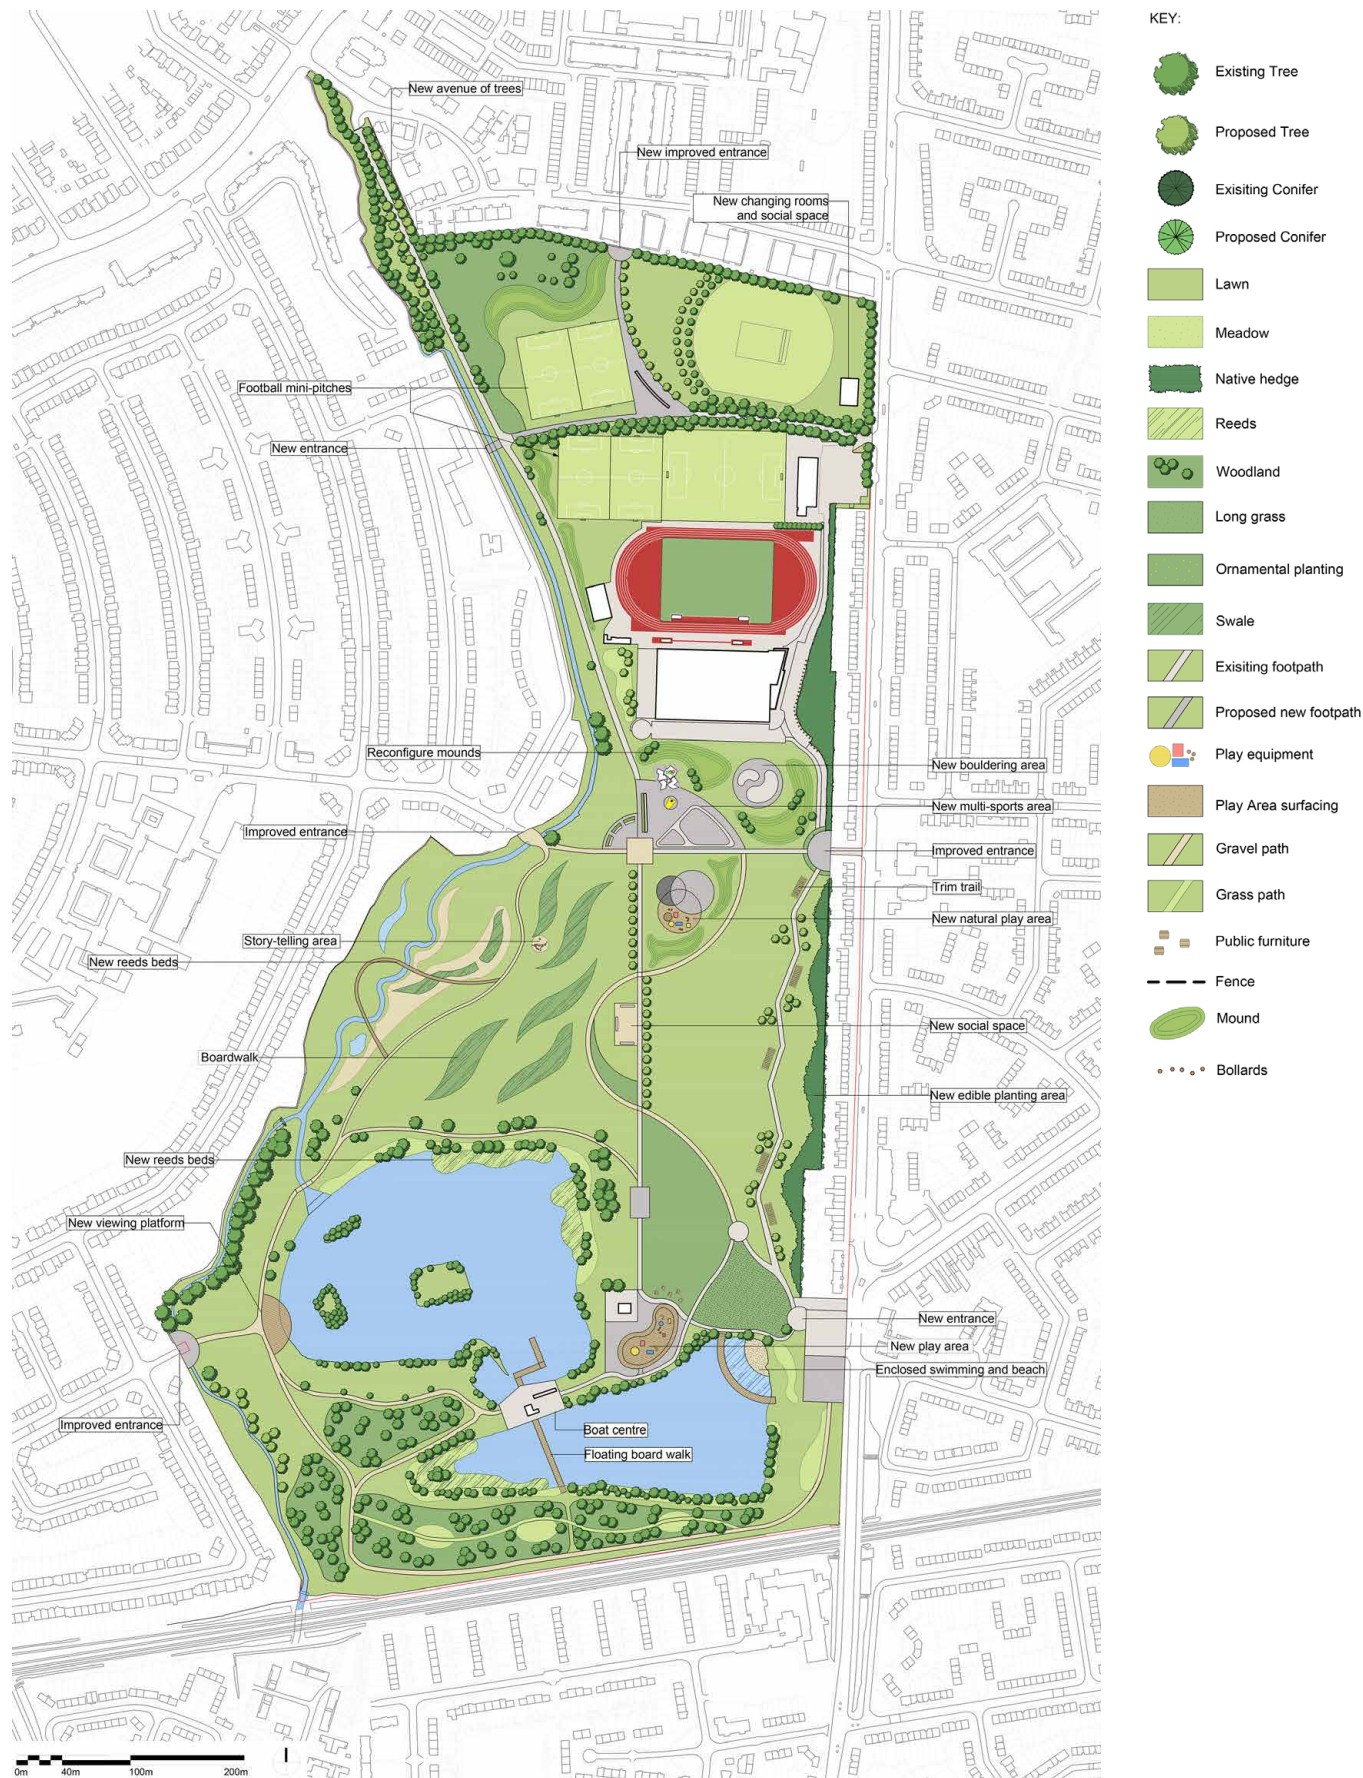 KEY:
Existing Tree
Proposed Tree
Exisiting Conifer
Proposed Conifer
Lawn
Meadow
Native hedge
Reeds
Woodland
Long grass
Ornamental planting
Swale
Exisiting footpath
Proposed new footpath
Play equipment
Play Area surfacing
Gravel path
Grass path
Public furniture
Fence
Mound
Bollards
New avenue of trees
New improved entrance
New changing rooms
and social space
Football mini-pitches
New entrance
Reconfigure mounds
New bouldering area
New multi-sports area
Improved entrance
Improved entrance
Trim trail
New natural play area
Story-telling area
New reeds beds
New social space
Boardwalk
New edible planting area
New reeds beds
New viewing platform
New entrance
New play area
Enclosed swimming and beach
Improved entrance
Boat centre
Floating board walk
0m
40m
100m
200m